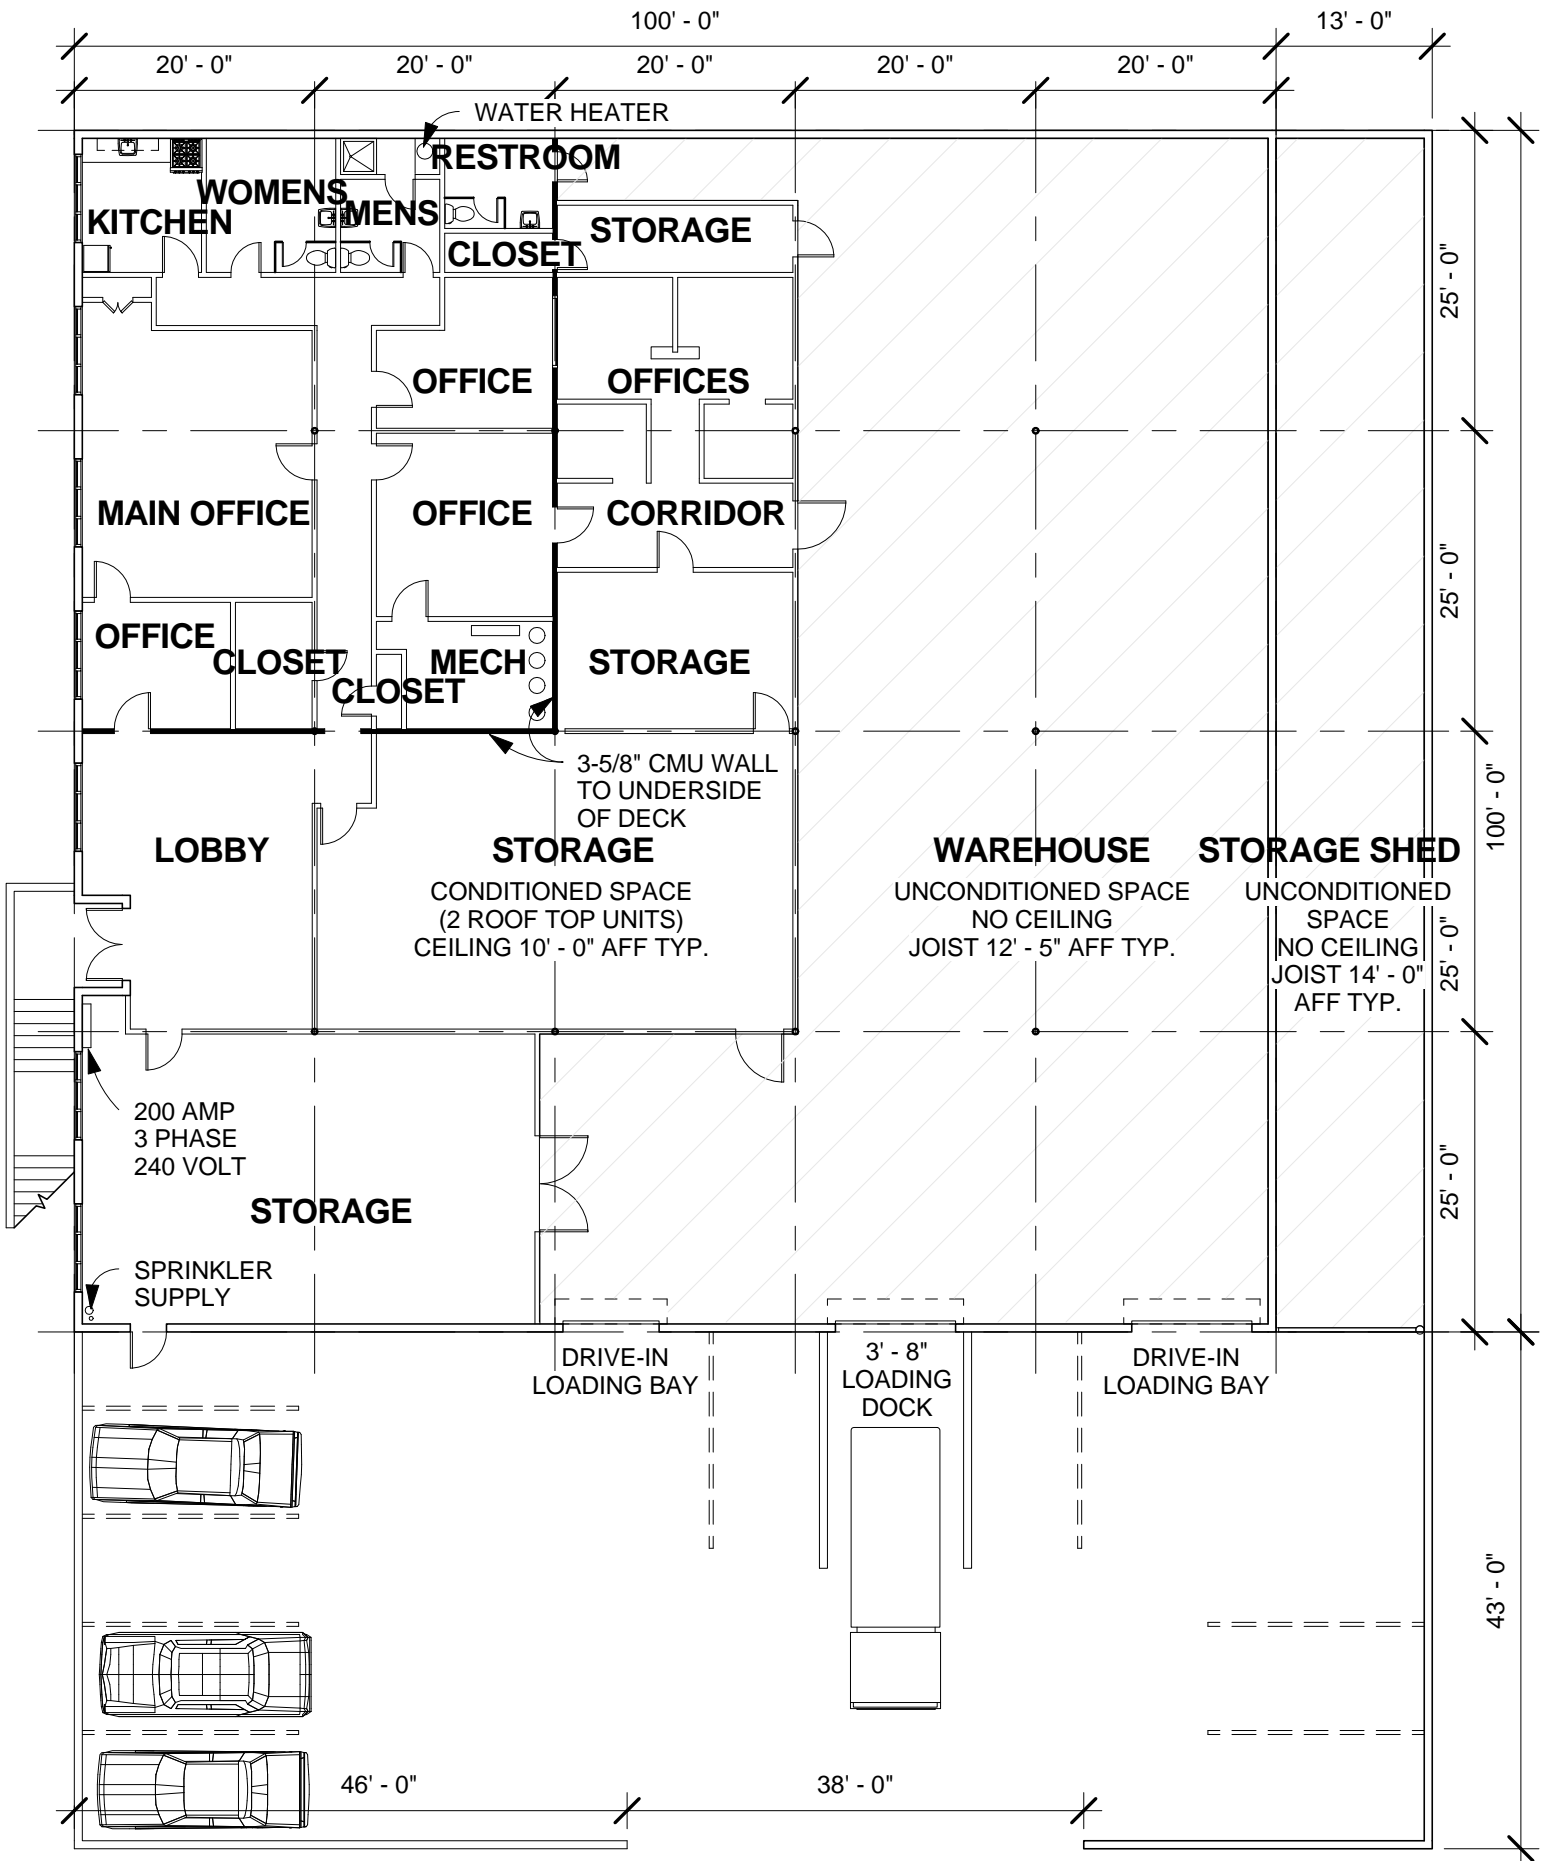 100' - 0"
13' - 0"
20' - 0"
20' - 0"
20' - 0"
20' - 0"
20' - 0"
WATER HEATER
RESTROOM
WOMENS
MENS
KITCHEN
STORAGE
CLOSET
25' - 0"
OFFICE
OFFICES
MAIN OFFICE
OFFICE
CORRIDOR
25' - 0"
OFFICE
CLOSET
CLOSET
MECH
STORAGE
3-5/8" CMU WALL
TO UNDERSIDE
OF DECK
100' - 0"
LOBBY
STORAGE
CONDITIONED SPACE
(2 ROOF TOP UNITS)
CEILING 10' - 0" AFF TYP.
WAREHOUSE
UNCONDITIONED SPACE
NO CEILING
JOIST 12' - 5" AFF TYP.
STORAGE SHED
UNCONDITIONED
SPACE
NO CEILING
JOIST 14' - 0"
AFF TYP.
25' - 0"
200 AMP
3 PHASE
240 VOLT
STORAGE
25' - 0"
SPRINKLER
SUPPLY
DRIVE-IN
LOADING BAY
3' - 8"
LOADING
DOCK
DRIVE-IN
LOADING BAY
43' - 0"
46' - 0"
38' - 0"